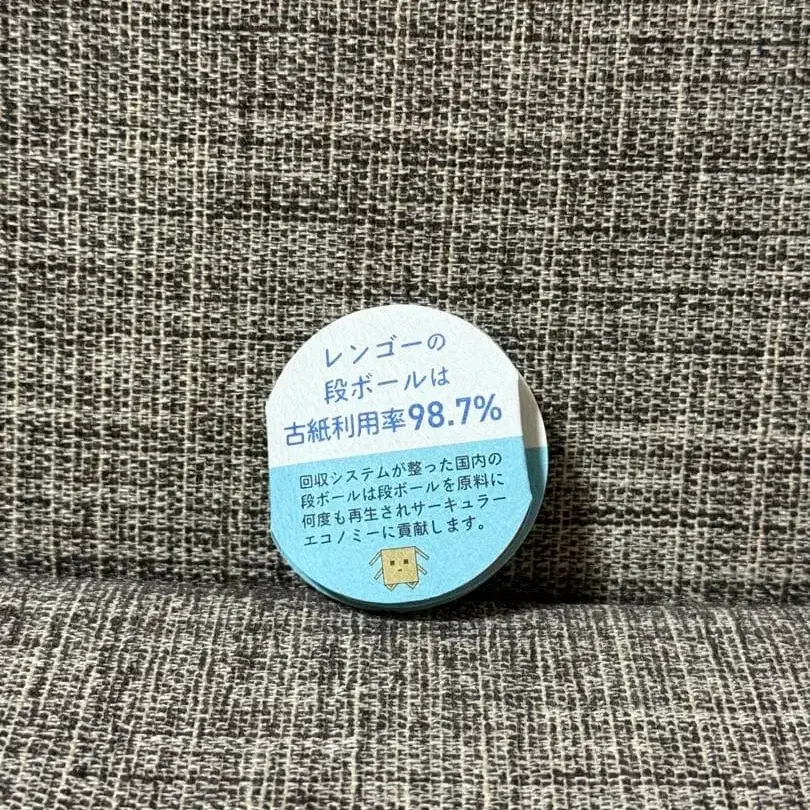 レンゴーの
段ボールは
古紙利用率98.7%
回収システムが整った国内の
段ボールは段ボールを原料に
何度も再生されサーキュラー
エコノミーに貢献します。